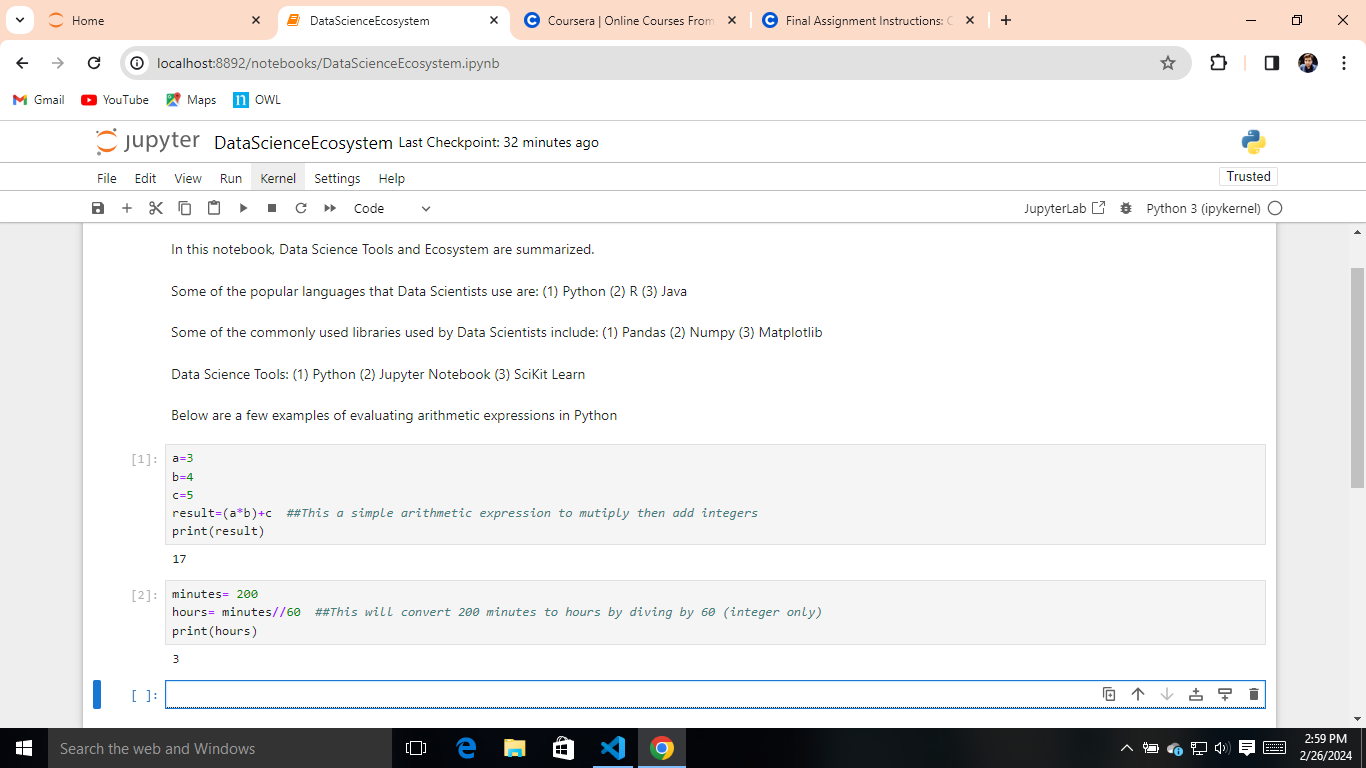 Home
DataScienceEcosystem
Coursera | Online Courses From
Final Assignment Instructions: C
localhost:8892/notebooks/DataScienceEcosystem.ipynb
Gmail
YouTube
Maps
n OWL
jupyter DataScienceEcosystem Last Checkpoint: 32 minutes ago
File Edit View Run Kernel Settings Help
Trusted
Code
JupyterLab
Python 3 (ipykernel)
In this notebook, Data Science Tools and Ecosystem are summarized.
Some of the popular languages that Data Scientists use are: (1) Python (2) R (3) Java
Some of the commonly used libraries used by Data Scientists include: (1) Pandas (2) Numpy (3) Matplotlib
Data Science Tools: (1) Python (2) Jupyter Notebook (3) SciKit Learn
Below are a few examples of evaluating arithmetic expressions in Python
[1]:
a=3
b=4
c=5
result=(a*b)+c  ##This a simple arithmetic expression to mutiply then add integers
print(result)
17
[2]:
minutes= 200
hours= minutes//60  ##This will convert 200 minutes to hours by diving by 60 (integer only)
print(hours)
3
[ ]:
Search the web and Windows
2:59 PM
2/26/2024